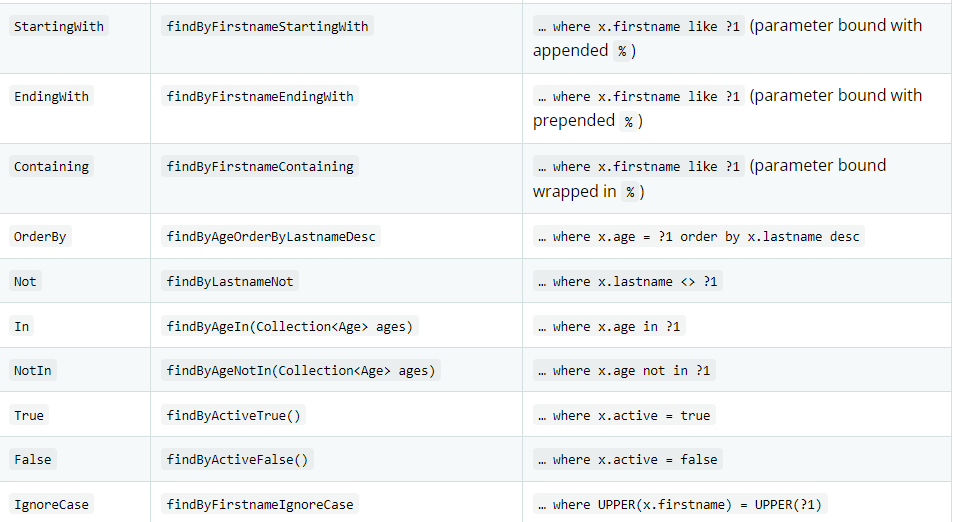 StartingWith findByFirstnameStartingWith … where x.firstname like ?1 (parameter bound with
appended % )
EndingWith findByFirstnameEndingWith … where x.firstname like ?1 (parameter bound with
prepended % )
Containing findByFirstnameContaining … where x.firstname like ?1 (parameter bound
wrapped in % )
OrderBy findByAgeOrderByLastnameDesc … where x.age = ?1 order by x.lastname desc
Not findByLastnameNot … where x.lastname <> ?1
In findByAgeIn(Collection<Age> ages) … where x.age in ?1
NotIn findByAgeNotIn(Collection<Age> ages) … where x.age not in ?1
True findByActiveTrue() … where x.active = true
False findByActiveFalse() … where x.active = false
IgnoreCase findByFirstnameIgnoreCase … where UPPER(x.firstname) = UPPER(?1)